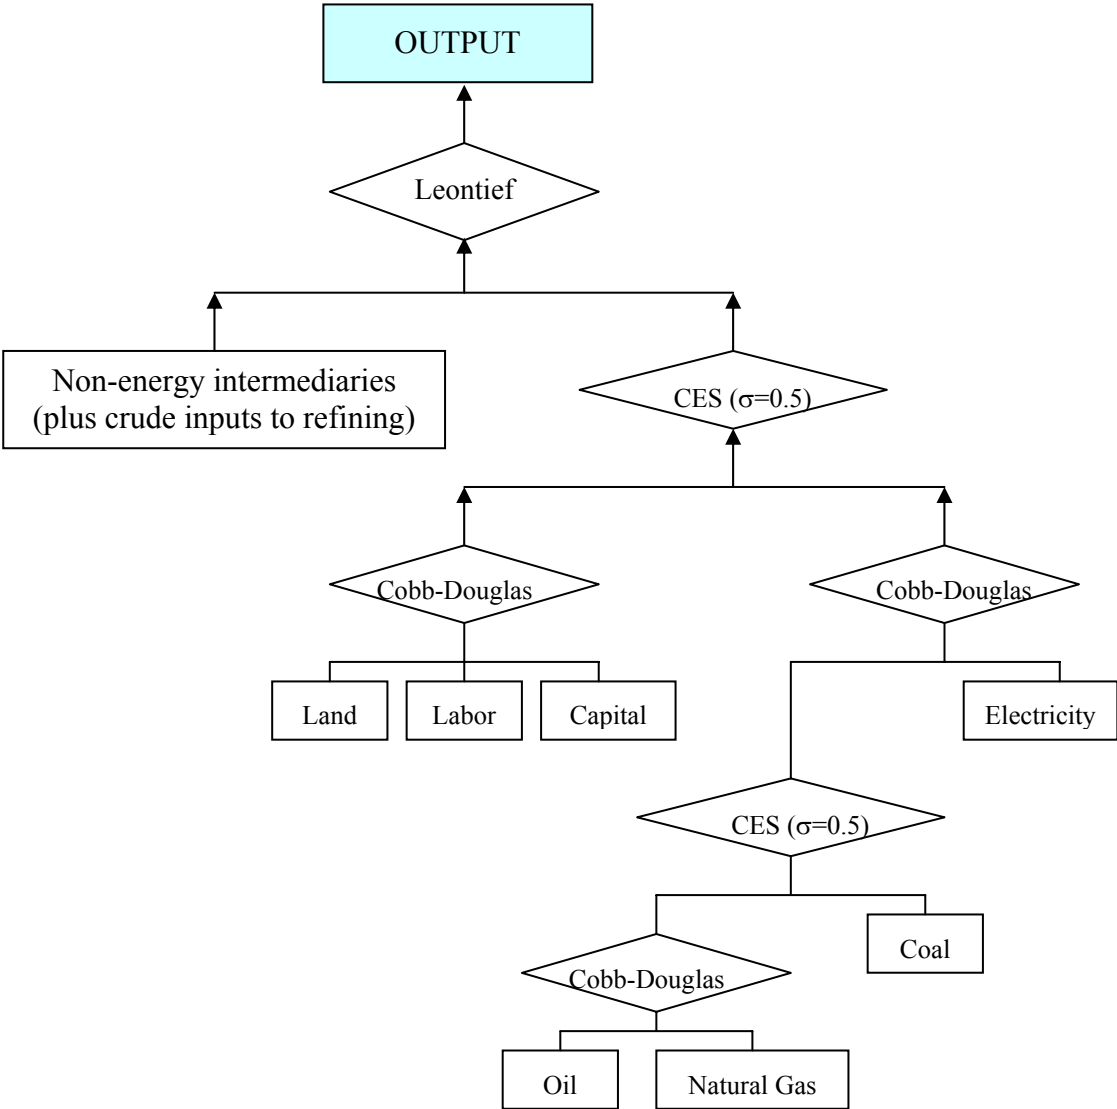 OUTPUT
Leontief
Non-energy intermediaries
(plus crude inputs to refining)
CES (σ=0.5)
Cobb-Douglas
Cobb-Douglas
Land
Labor
Capital
Electricity
CES (σ=0.5)
Coal
Cobb-Douglas
Oil
Natural Gas